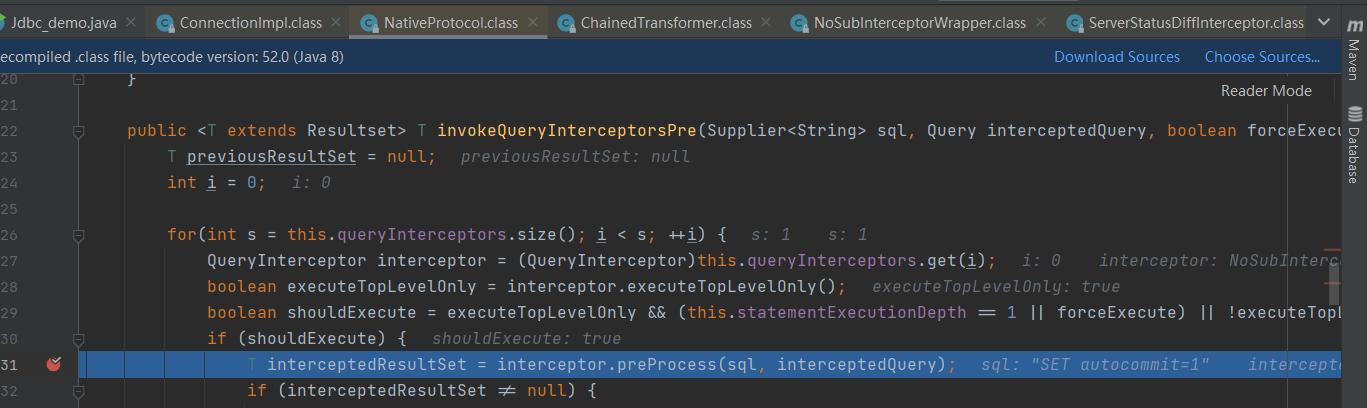 Jdbc_demo.java ConnectionImpl.class NativeProtocol.class ChainedTransformer.class NoSubInterceptorWrapper.class ServerStatusDiffInterceptor.class
ecompiled .class file, bytecode version: 52.0 (Java 8) Download Sources Choose Sources...
Reader Mode
20 }
21
22 public <T extends Resultset> T invokeQueryInterceptorsPre(Supplier<String> sql, Query interceptedQuery, boolean forceExecu
23 T previousResultSet = null; previousResultSet: null
24 int i = 0; i: 0
25
26 for(int s = this.queryInterceptors.size(); i < s; ++i) { s: 1 s: 1
27 QueryInterceptor interceptor = (QueryInterceptor)this.queryInterceptors.get(i); i: 0 interceptor: NoSubInterc
28 boolean executeTopLevelOnly = interceptor.executeTopLevelOnly(); executeTopLevelOnly: true
29 boolean shouldExecute = executeTopLevelOnly && (this.statementExecutionDepth == 1 || forceExecute) || !executeTopL
30 if (shouldExecute) { shouldExecute: true
31 T interceptedResultSet = interceptor.preProcess(sql, interceptedQuery); sql: "SET autocommit=1" intercepte
32 if (interceptedResultSet != null) {
Maven
Database